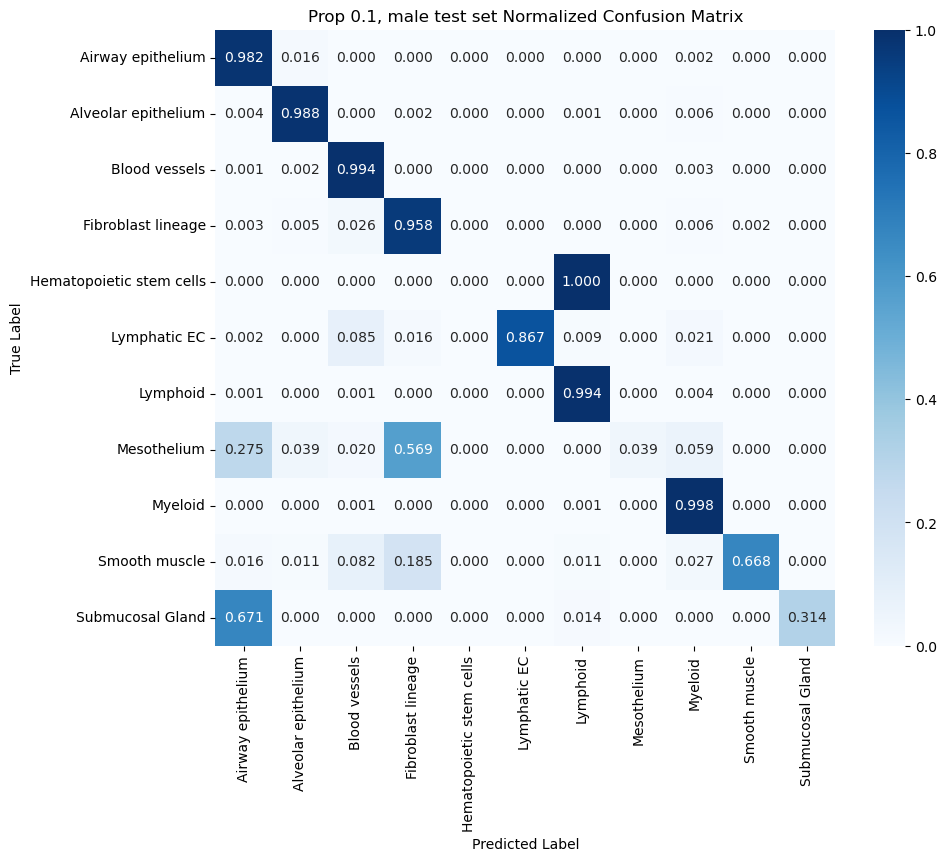 Prop 0.1, male test set Normalized Confusion Matrix
Airway epithelium 0.982 0.016 0.000 0.000 0.000 0.000 0.000 0.000 0.002 0.000 0.000
Alveolar epithelium 0.004 0.988 0.000 0.002 0.000 0.000 0.001 0.000 0.006 0.000 0.000
Blood vessels 0.001 0.002 0.994 0.000 0.000 0.000 0.000 0.000 0.003 0.000 0.000
Fibroblast lineage 0.003 0.005 0.026 0.958 0.000 0.000 0.000 0.000 0.006 0.002 0.000
Hematopoietic stem cells 0.000 0.000 0.000 0.000 0.000 0.000 1.000 0.000 0.000 0.000 0.000
Lymphatic EC 0.002 0.000 0.085 0.016 0.000 0.867 0.009 0.000 0.021 0.000 0.000
Lymphoid 0.001 0.000 0.001 0.000 0.000 0.000 0.994 0.000 0.004 0.000 0.000
Mesothelium 0.275 0.039 0.020 0.569 0.000 0.000 0.000 0.039 0.059 0.000 0.000
Myeloid 0.000 0.000 0.001 0.000 0.000 0.000 0.001 0.000 0.998 0.000 0.000
Smooth muscle 0.016 0.011 0.082 0.185 0.000 0.000 0.011 0.000 0.027 0.668 0.000
Submucosal Gland 0.671 0.000 0.000 0.000 0.000 0.000 0.014 0.000 0.000 0.000 0.314
True Label
Airway epithelium
Alveolar epithelium
Blood vessels
Fibroblast lineage
Hematopoietic stem cells
Lymphatic EC
Lymphoid
Mesothelium
Myeloid
Smooth muscle
Submucosal Gland
Predicted Label
1.0
0.8
0.6
0.4
0.2
0.0